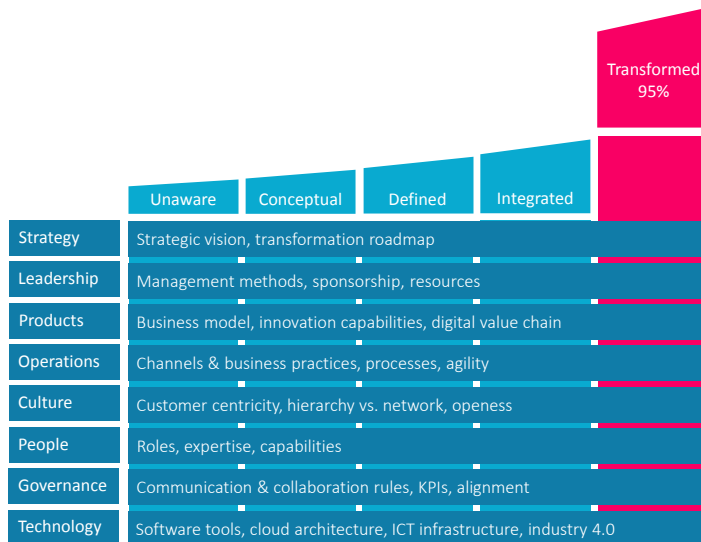 Transformed
95%
Unaware
Conceptual
Defined
Integrated
Strategy
Strategic vision, transformation roadmap
Leadership
Management methods, sponsorship, resources
Products
Business model, innovation capabilities, digital value chain
Operations
Channels & business practices, processes, agility
Culture
Customer centricity, hierarchy vs. network, openess
People
Roles, expertise, capabilities
Governance
Communication & collaboration rules, KPIs, alignment
Technology
Software tools, cloud architecture, ICT infrastructure, industry 4.0